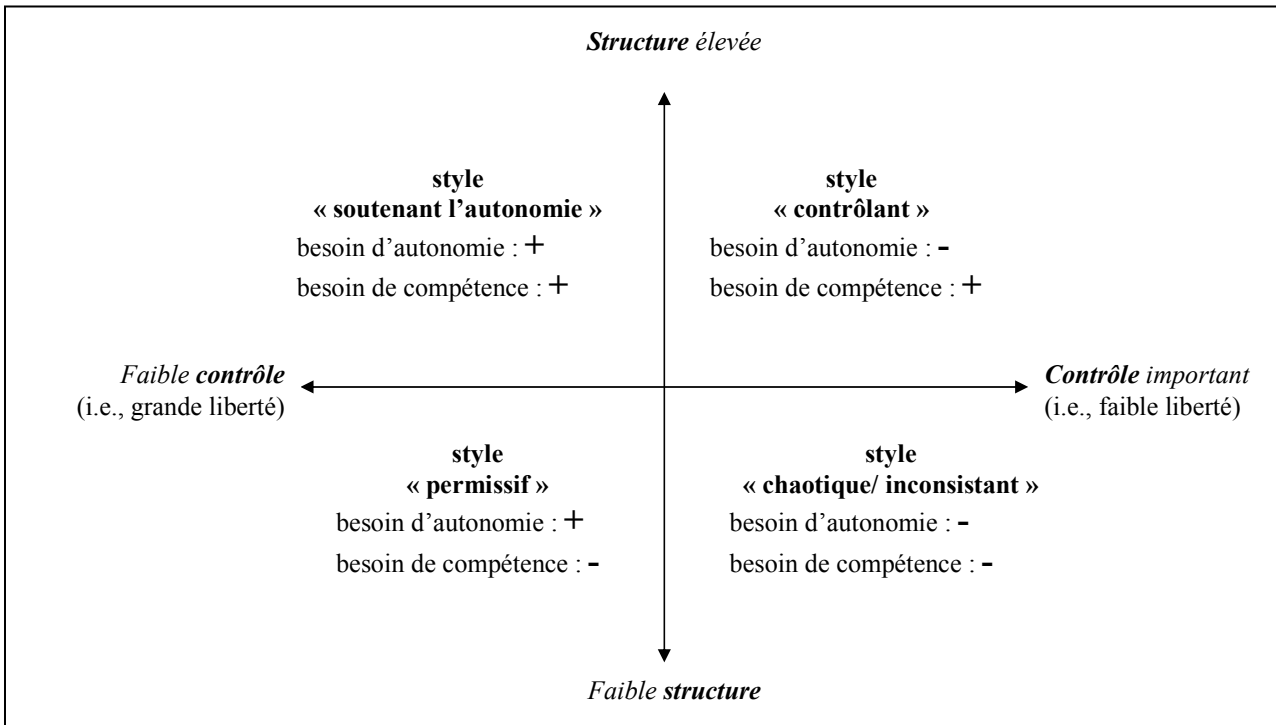 Structure élevée
style
« soutenant l’autonomie »
besoin d’autonomie : +
besoin de compétence : +
style
« contrôlant »
besoin d’autonomie : -
besoin de compétence : +
Faible contrôle
(i.e., grande liberté)
Contrôle important
(i.e., faible liberté)
style
« permissif »
besoin d’autonomie : +
besoin de compétence : -
style
« chaotique/ inconsistant »
besoin d’autonomie : -
besoin de compétence : -
Faible structure